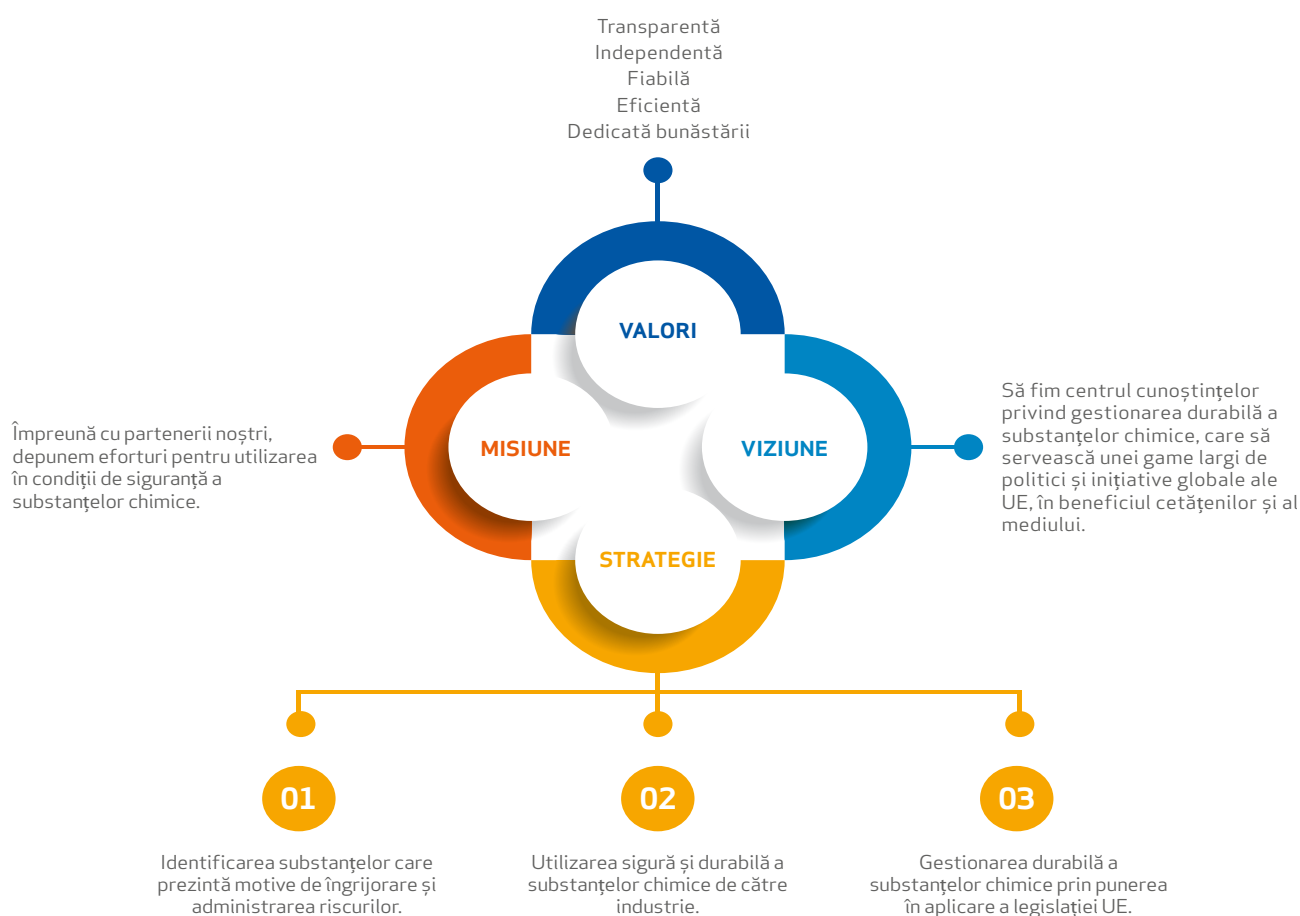 Transparentă
Independentă
Fiabilă
Eficientă
Dedicată bunăstării
VALORI
Împreună cu partenerii noștri,
depunem eforturi pentru utilizarea
în condiții de siguranță a
substanțelor chimice.
MISIUNE
VIZIUNE
Să fim centrul cunoștințelor
privind gestionarea durabilă a
substanțelor chimice, care să
servească unei game largi de
politici și inițiative globale ale
UE, în beneficiul cetățenilor și al
mediului.
STRATEGIE
01
Identificarea substanțelor care
prezintă motive de îngrijorare și
administrarea riscurilor.
02
Utilizarea sigură și durabilă a
substanțelor chimice de către
industrie.
03
Gestionarea durabilă a
substanțelor chimice prin punerea
în aplicare a legislației UE.